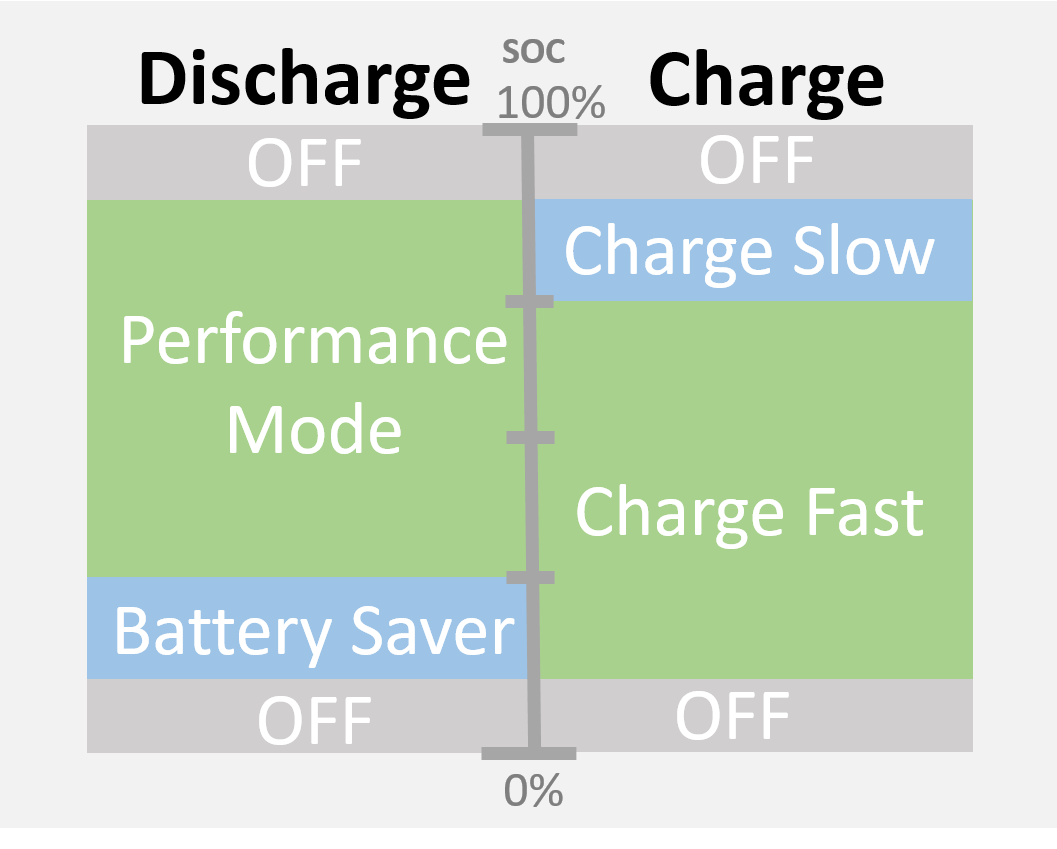 Discharge
SOC
100%
Charge
OFF
OFF
Charge Slow
Performance
Mode
Charge Fast
Battery Saver
OFF
OFF
0%